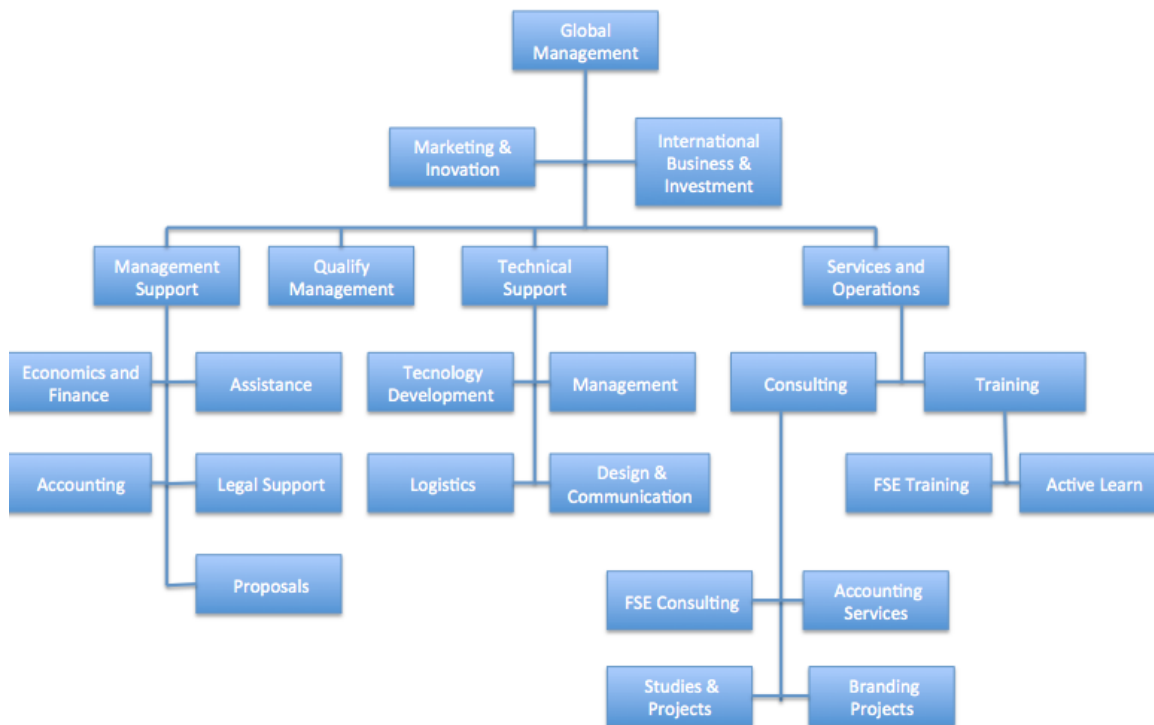 Global
Management
Marketing &
Inovation
International
Business &
Investment
Management
Support
Qualify
Management
Technical
Support
Services and
Operations
Economics and
Finance
Assistance
Tecnology
Development
Management
Consulting
Training
Accounting
Legal Support
Logistics
Design &
Communication
FSE Training
Active Learn
Proposals
FSE Consulting
Accounting
Services
Studies &
Projects
Branding
Projects